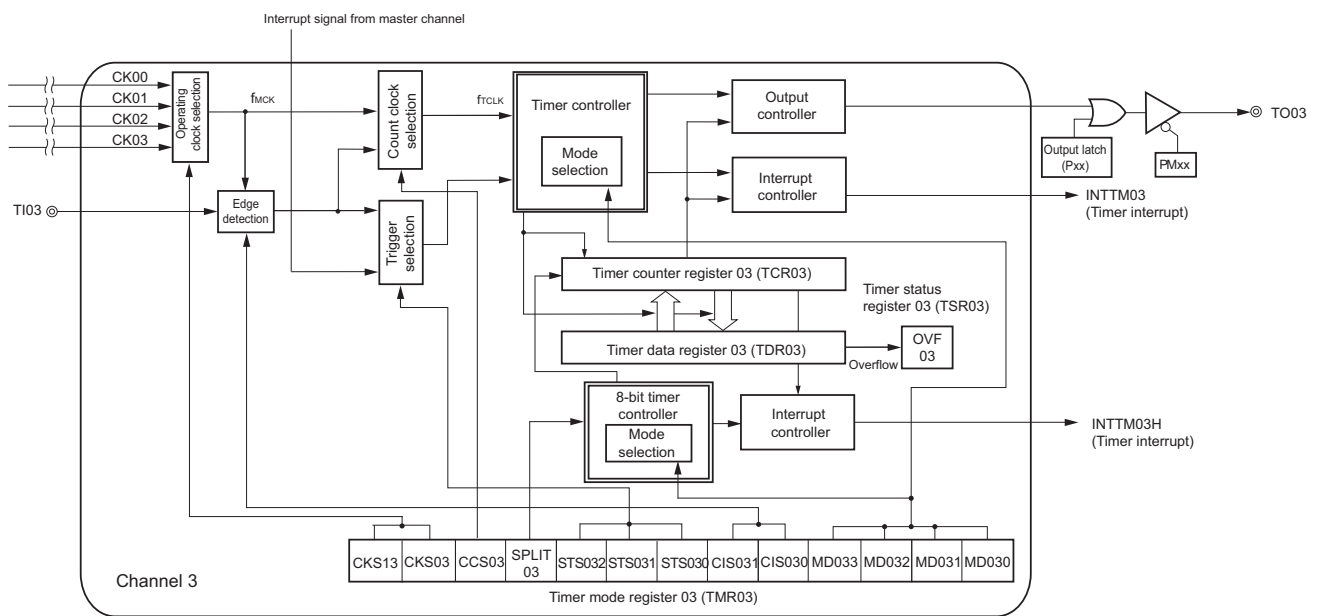 Interrupt signal from master channel
CK00
CK01
CK02
CK03
Operating
clock selection
fMCK
Count clock
selection
fTCLK
Timer controller
Mode
selection
Output
controller
Output latch
(Pxx)
PMxx
TO03
TI03
Edge
detection
Trigger
selection
Interrupt
controller
INTTM03
(Timer interrupt)
Timer counter register 03 (TCR03)
Timer status
register 03 (TSR03)
Timer data register 03 (TDR03)
Overflow
OVF
03
8-bit timer
controller
Mode
selection
Interrupt
controller
INTTM03H
(Timer interrupt)
CKS13
CKS03
CCS03
SPLIT
03
STS032
STS031
STS030
CIS031
CIS030
MD033
MD032
MD031
MD030
Channel 3
Timer mode register 03 (TMR03)